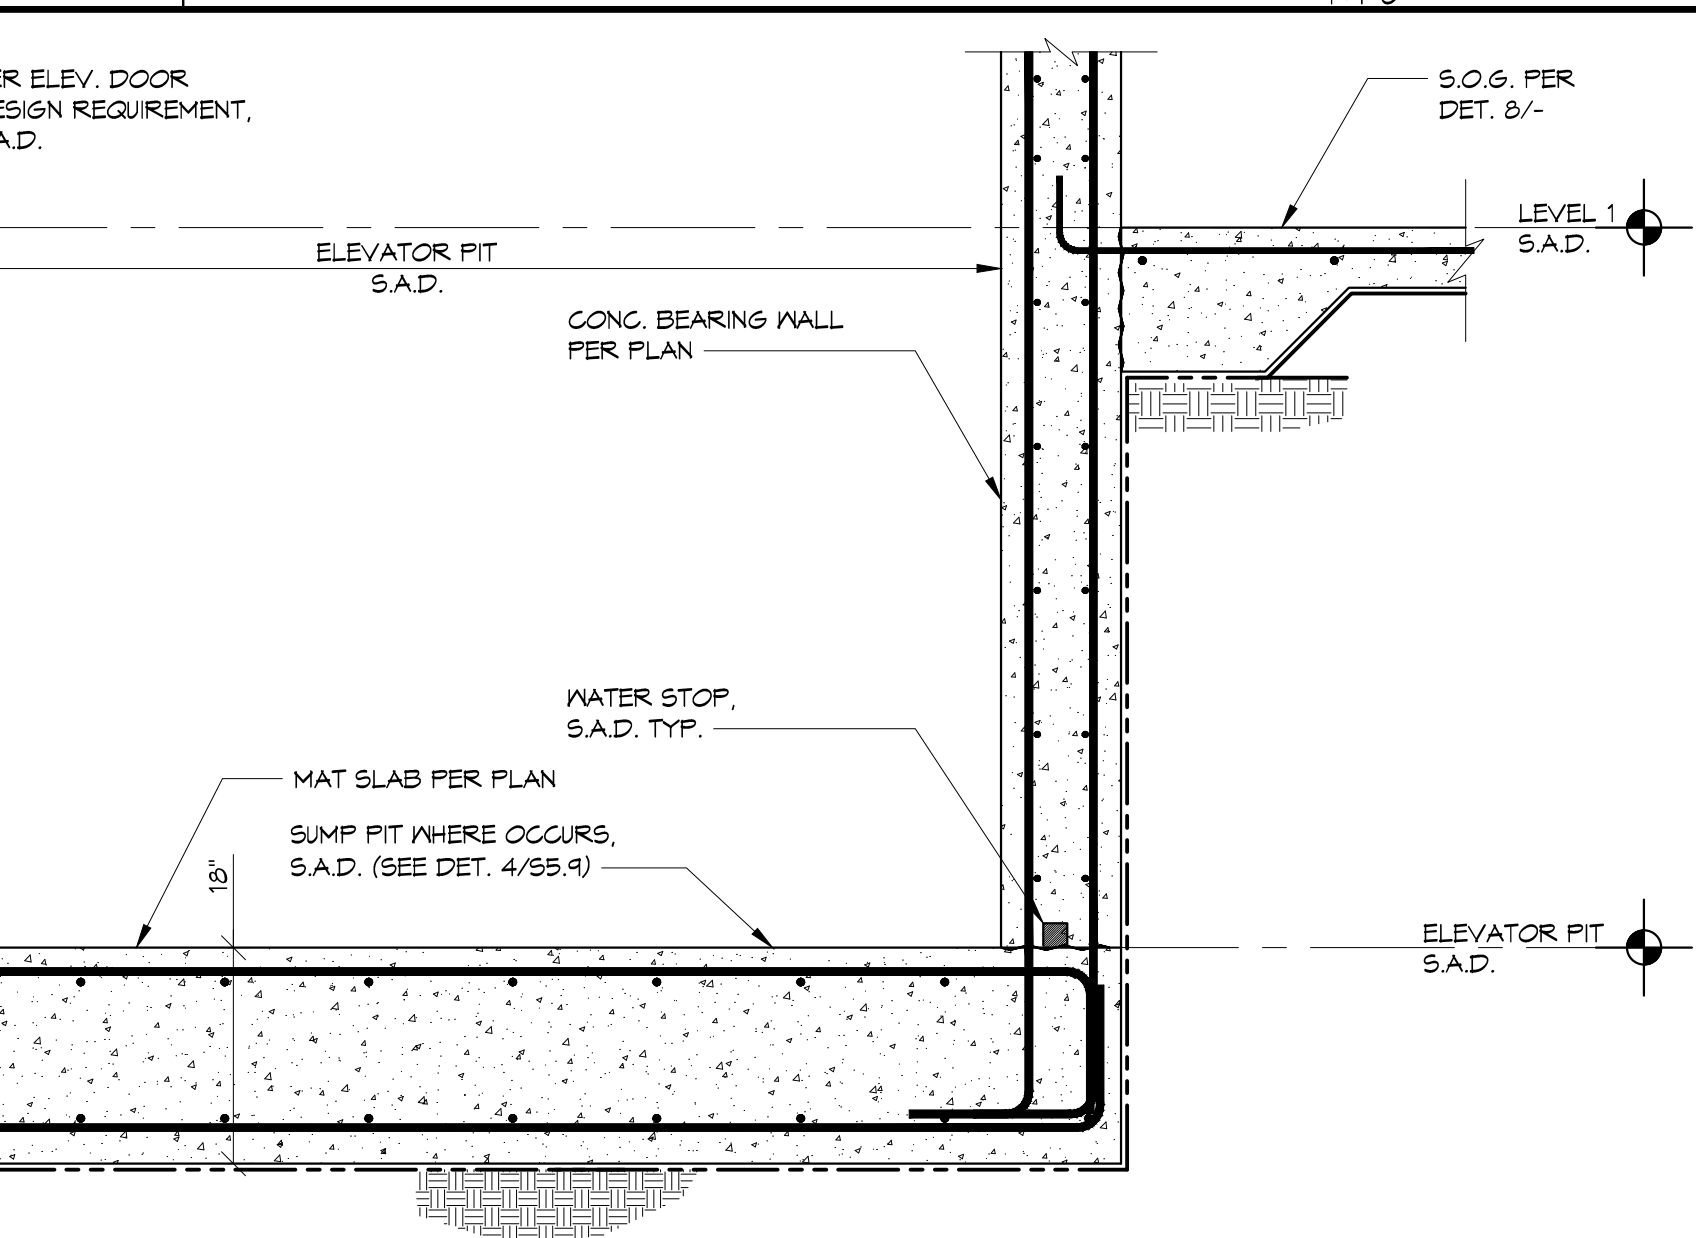 ER ELEV. DOOR
ESIGN REQUIREMENT,
A.D.
S.O.G. PER
DET. 8/-
LEVEL 1
S.A.D.
ELEVATOR PIT
S.A.D.
CONC. BEARING WALL
PER PLAN
WATER STOP,
S.A.D. TYP.
MAT SLAB PER PLAN
SUMP PIT WHERE OCCURS,
S.A.D. (SEE DET. 4/S5.9)
18"
ELEVATOR PIT
S.A.D.